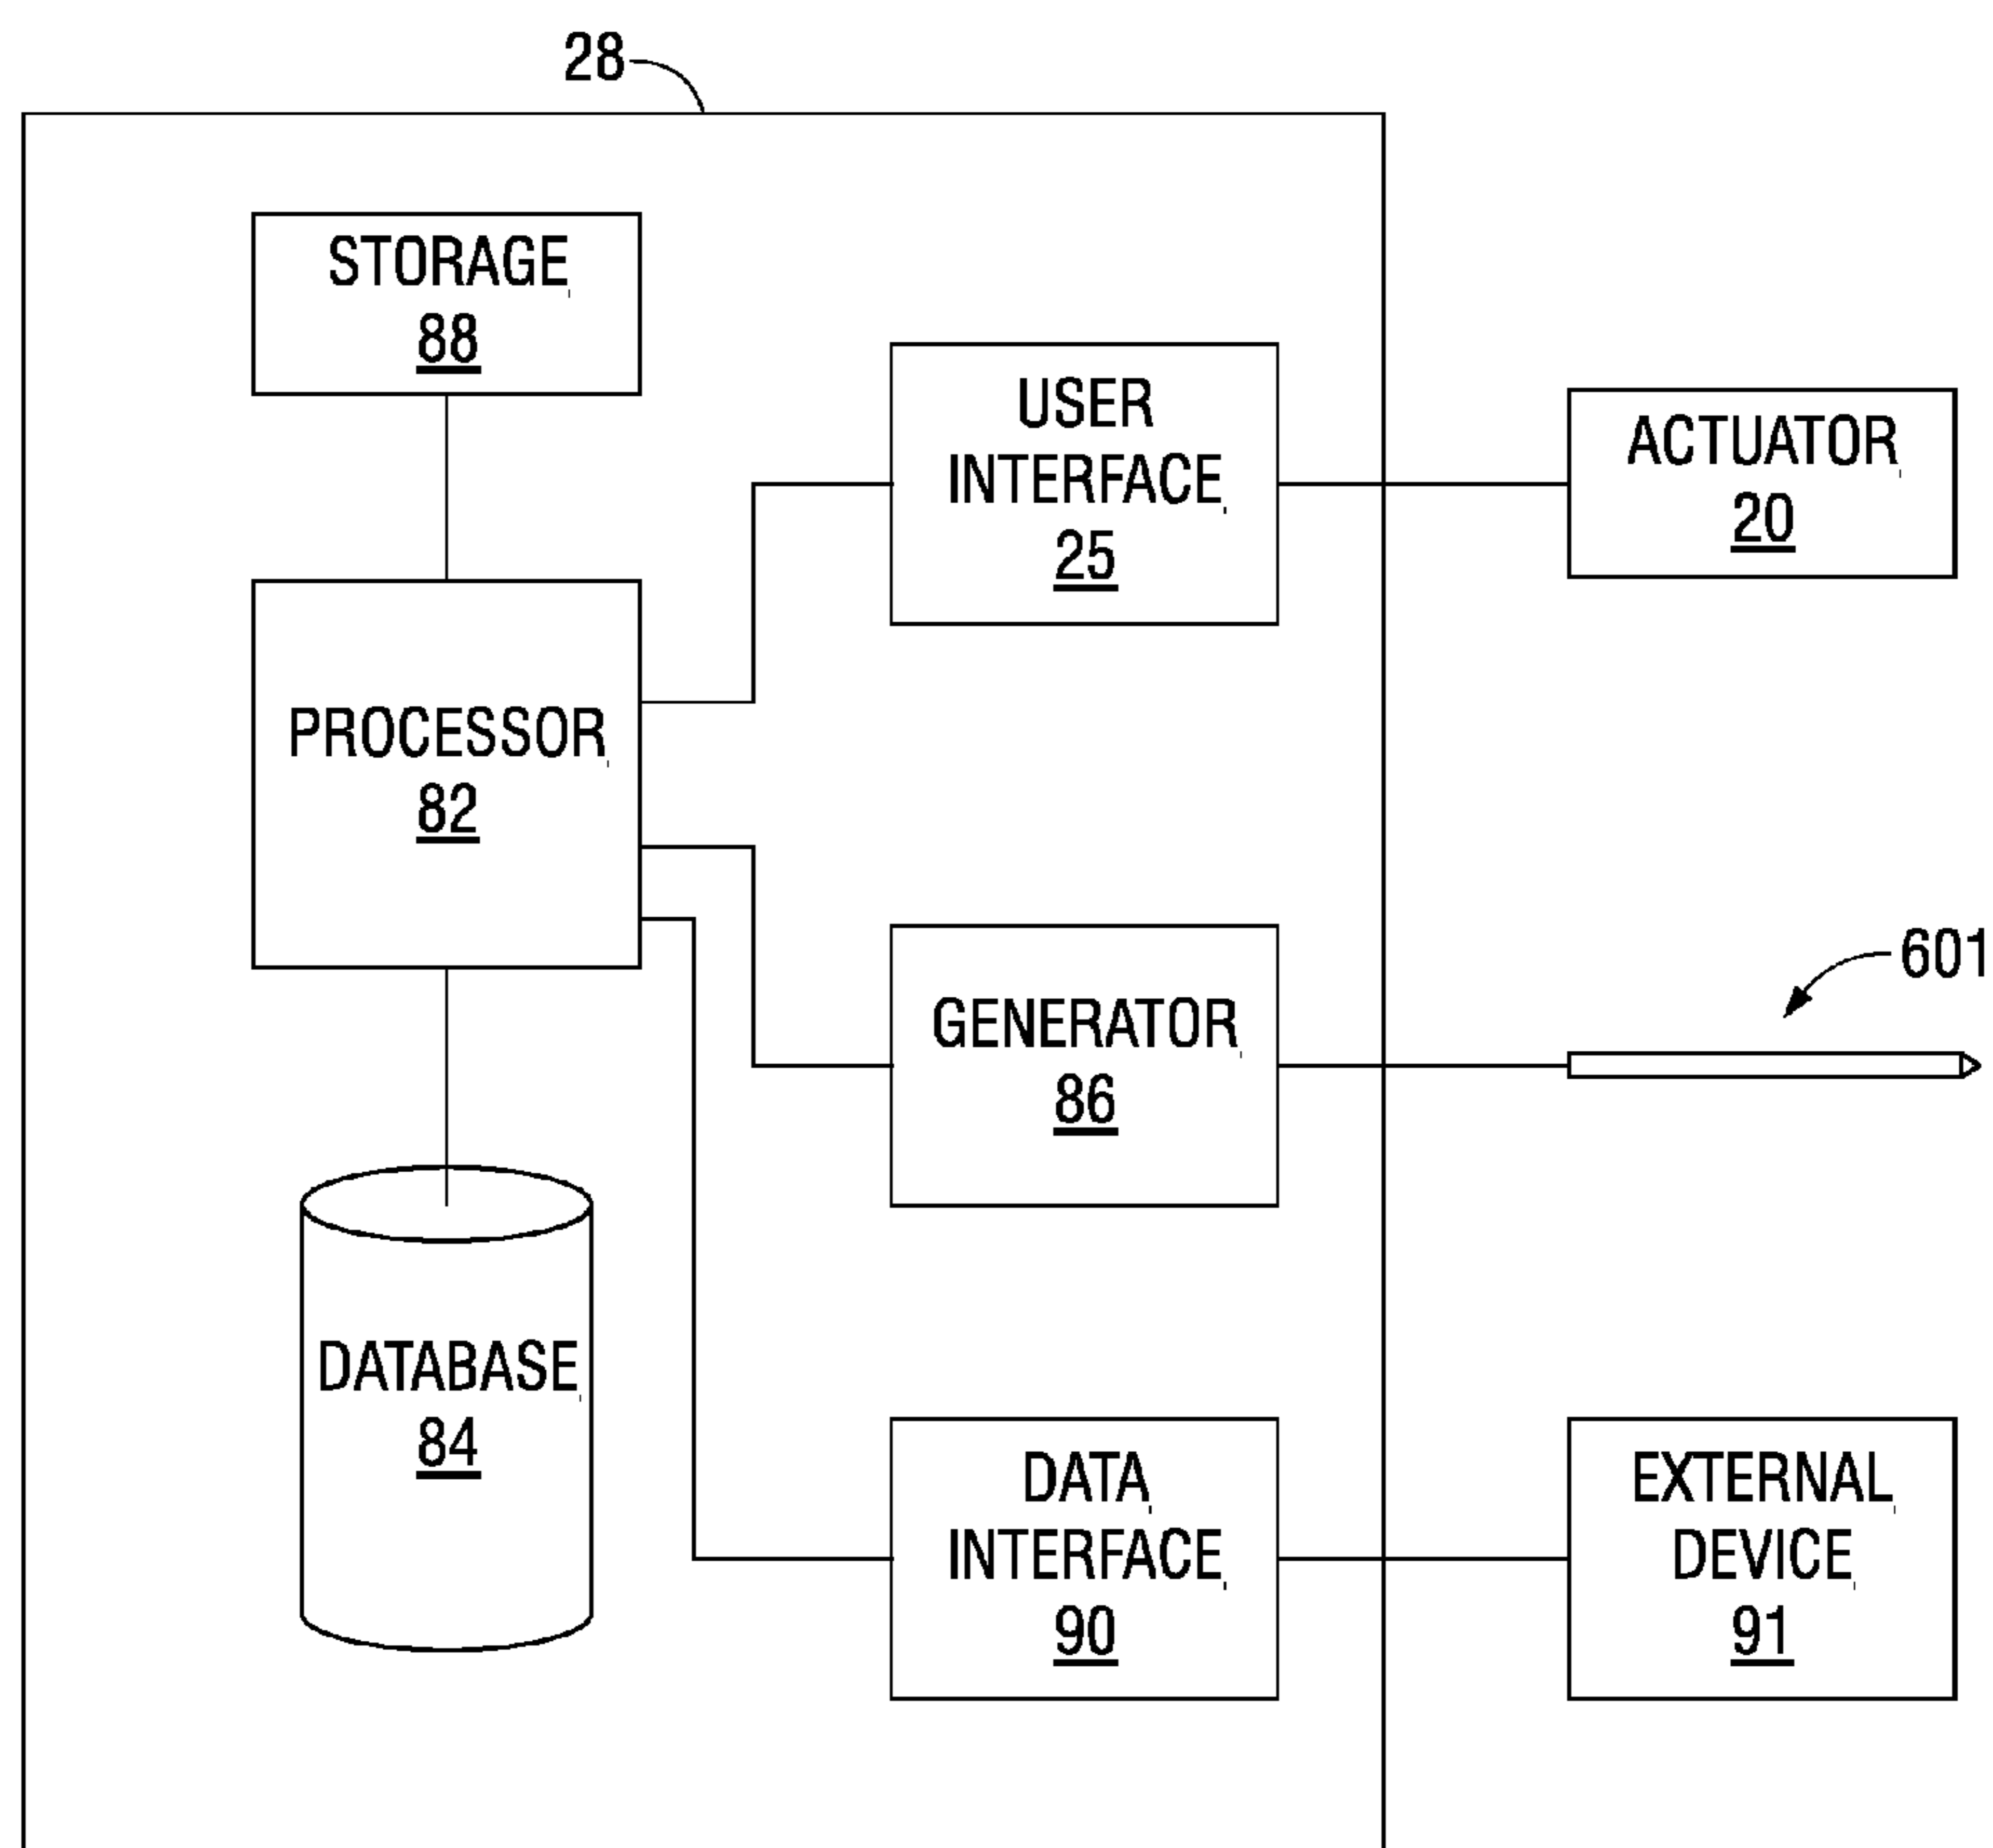 28
STORAGE
88
USER
INTERFACE
25
ACTUATOR
20
PROCESSOR
82
GENERATOR
86
601
DATABASE
84
DATA
INTERFACE
90
EXTERNAL
DEVICE
91